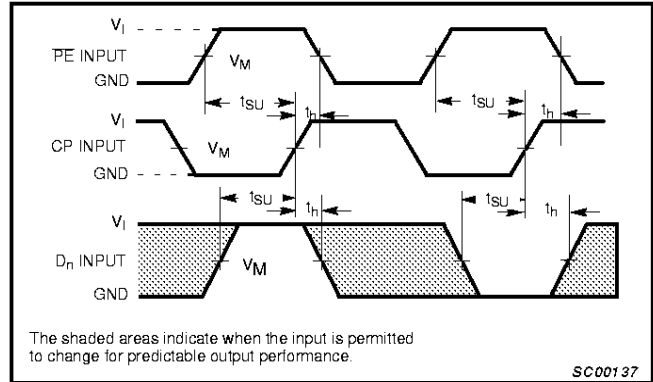 VI
PE INPUT
VM
GND
tSU
th
tSU
VI
CP INPUT
VM
GND
tSU
th
tSU
th
VI
Dn INPUT
VM
GND
The shaded areas indicate when the input is permitted
to change for predictable output performance.
SC00137